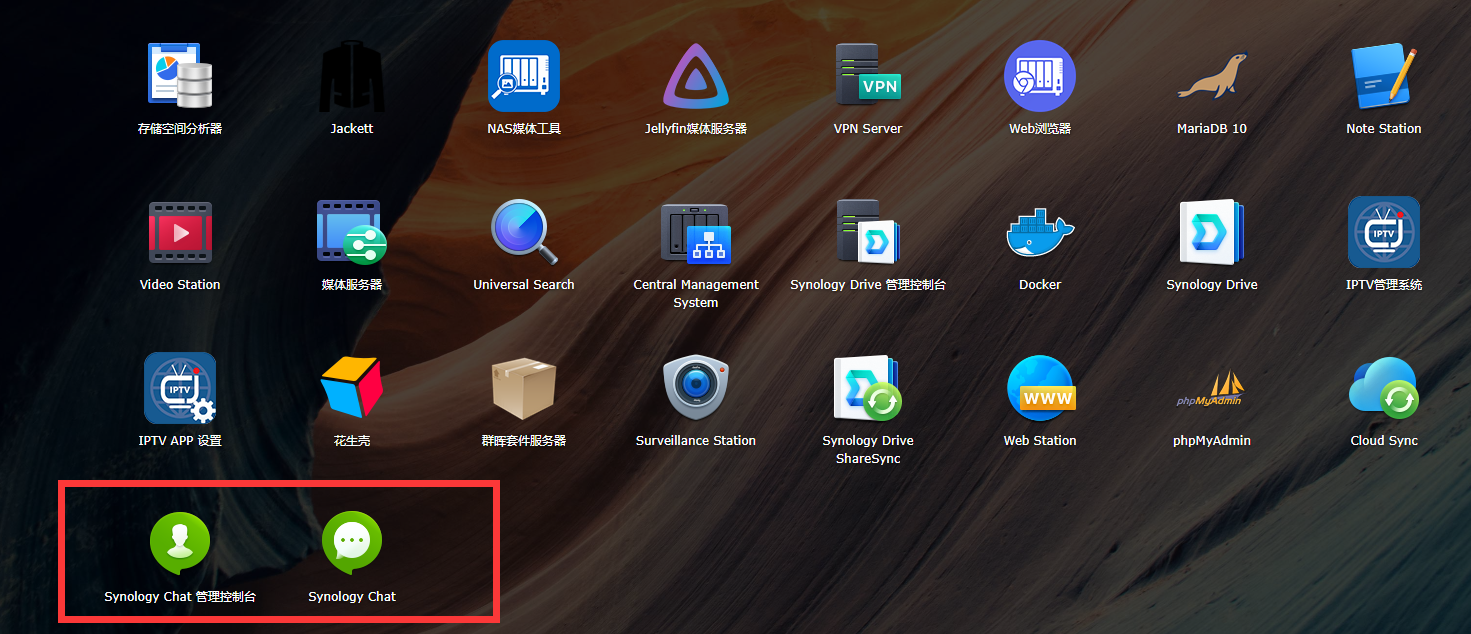 存储空间分析器
Jackett
NAS媒体工具
Jellyfin媒体服务器
VPN
VPN Server
Web浏览器
MariaDB 10
Note Station
Video Station
媒体服务器
Universal Search
Central Management
System
Synology Drive 管理控制台
Docker
Synology Drive
IPTV
IPTV管理系统
IPTV
IPTV APP 设置
花生壳
群晖套件服务器
Surveillance Station
Synology Drive
ShareSync
WWW
Web Station
phpMyAdmin
phpMyAdmin
Cloud Sync
Synology Chat 管理控制台
Synology Chat